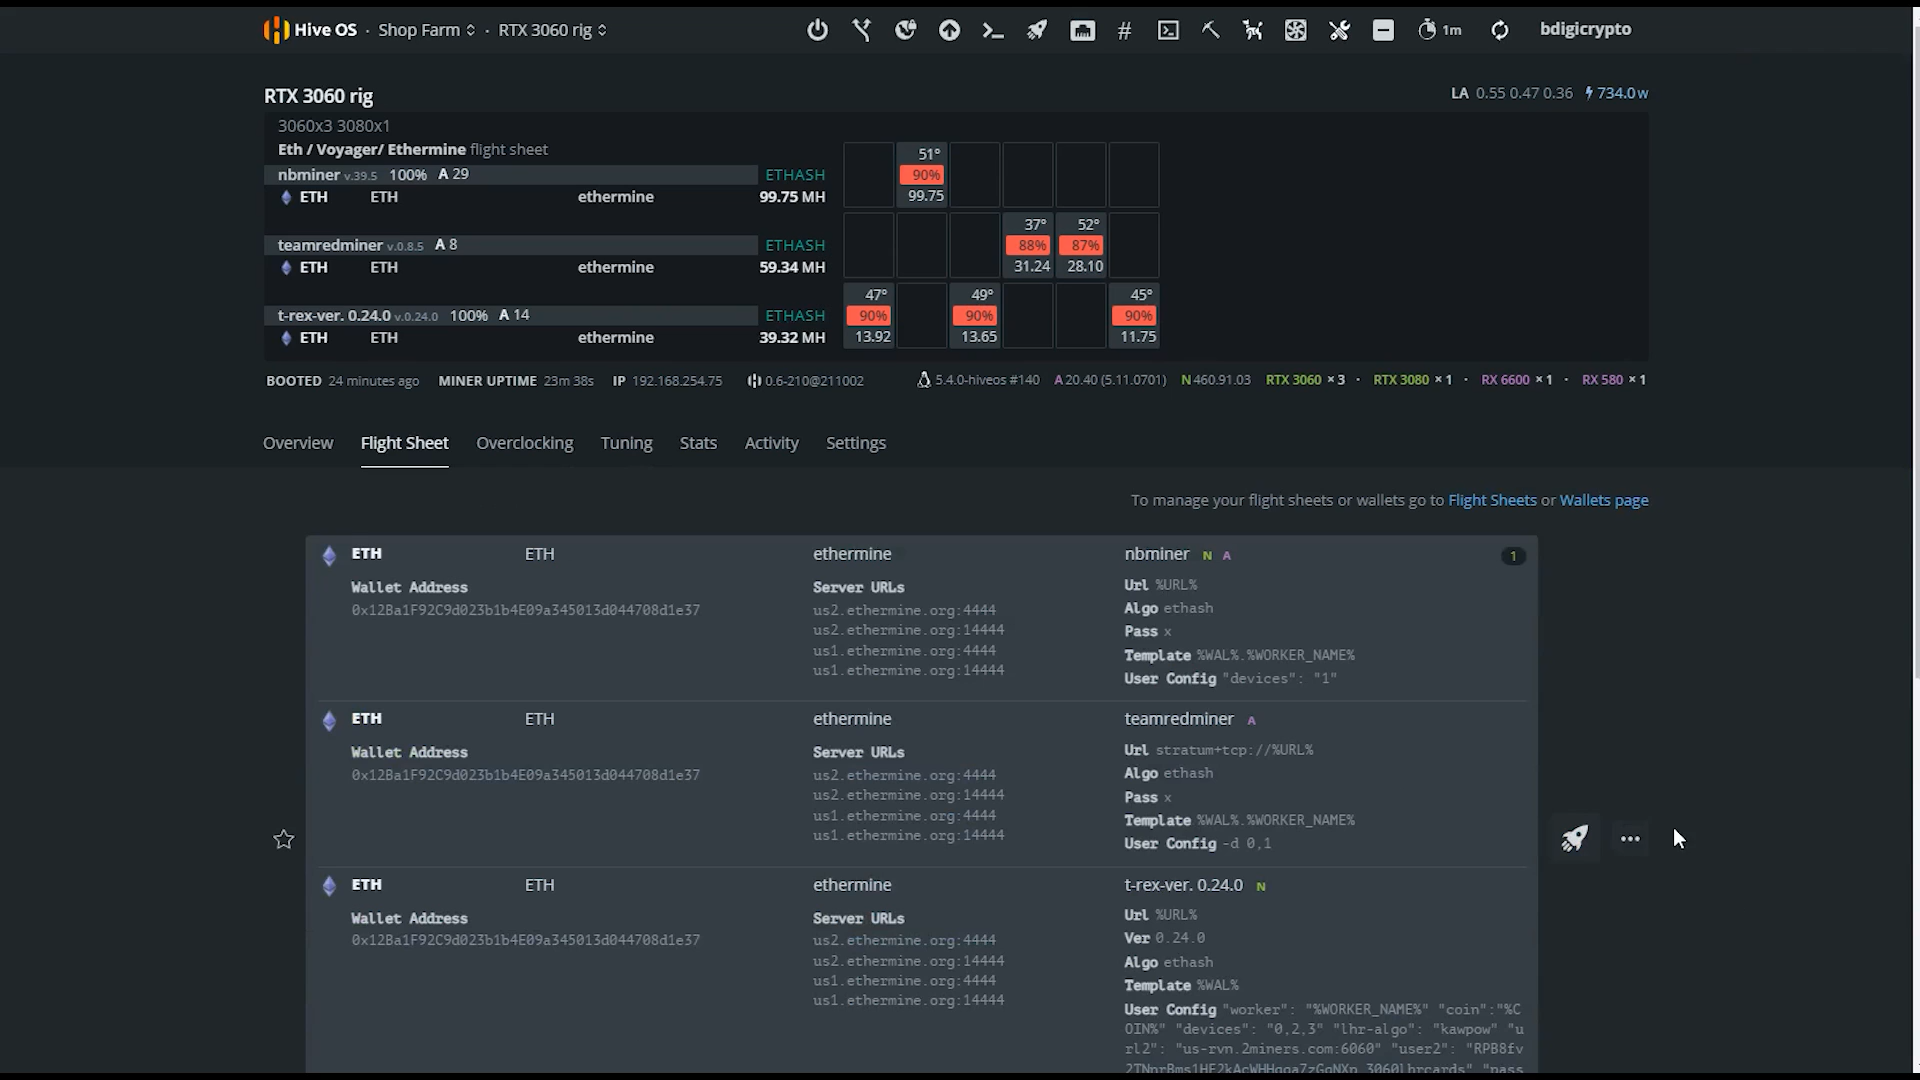 Hive OS · Shop Farm · RTX 3060 rig
# 1m bdigicrypto
RTX 3060 rig
LA 0.55 0.47 0.36 734.0 w
3060x3 3080x1
Eth / Voyager/ Ethermine flight sheet
nbminer v.39.5 100% A 29 ETHASH
ETH ETH ethermine 99.75 MH
51°
90%
99.75
teamredminer v.0.8.5 A 8 ETHASH
ETH ETH ethermine 59.34 MH
37° 52°
88% 87%
31.24 28.10
t-rex-ver. 0.24.0 v.0.24.0 100% A 14 ETHASH
ETH ETH ethermine 39.32 MH
47° 49° 45°
90% 90% 90%
13.92 13.65 11.75
BOOTED 24 minutes ago MINER UPTIME 23m 38s IP 192.168.254.75 0.6-210@211002 5.4.0-hiveos #140 A 20.40 (5.11.0701) N 460.91.03 RTX 3060 × 3 · RTX 3080 × 1 · RX 6600 × 1 · RX 580 × 1
Overview Flight Sheet Overclocking Tuning Stats Activity Settings
To manage your flight sheets or wallets go to Flight Sheets or Wallets page
ETH ETH ethermine nbminer N A 1
Wallet Address
0x12Ba1F92C9d023b1b4E09a345013d044708d1e37
Server URLs
us2.ethermine.org:4444
us2.ethermine.org:14444
us1.ethermine.org:4444
us1.ethermine.org:14444
Url %URL%
Algo ethash
Pass x
Template %WAL%.%WORKER_NAME%
User Config "devices": "1"
ETH ETH ethermine teamredminer A
Wallet Address
0x12Ba1F92C9d023b1b4E09a345013d044708d1e37
Server URLs
us2.ethermine.org:4444
us2.ethermine.org:14444
us1.ethermine.org:4444
us1.ethermine.org:14444
Url stratum+tcp://%URL%
Algo ethash
Pass x
Template %WAL%.%WORKER_NAME%
User Config -d 0,1
ETH ETH ethermine t-rex-ver. 0.24.0 N
Wallet Address
0x12Ba1F92C9d023b1b4E09a345013d044708d1e37
Server URLs
us2.ethermine.org:4444
us2.ethermine.org:14444
us1.ethermine.org:4444
us1.ethermine.org:14444
Url %URL%
Ver 0.24.0
Algo ethash
Template %WAL%
User Config "worker": "%WORKER_NAME%" "coin":"%C
OIN%" "devices": "0,2,3" "lhr-algo": "kawpow" "u
rl2": "us-rvn.2miners.com:6060" "user2": "RPB8fv